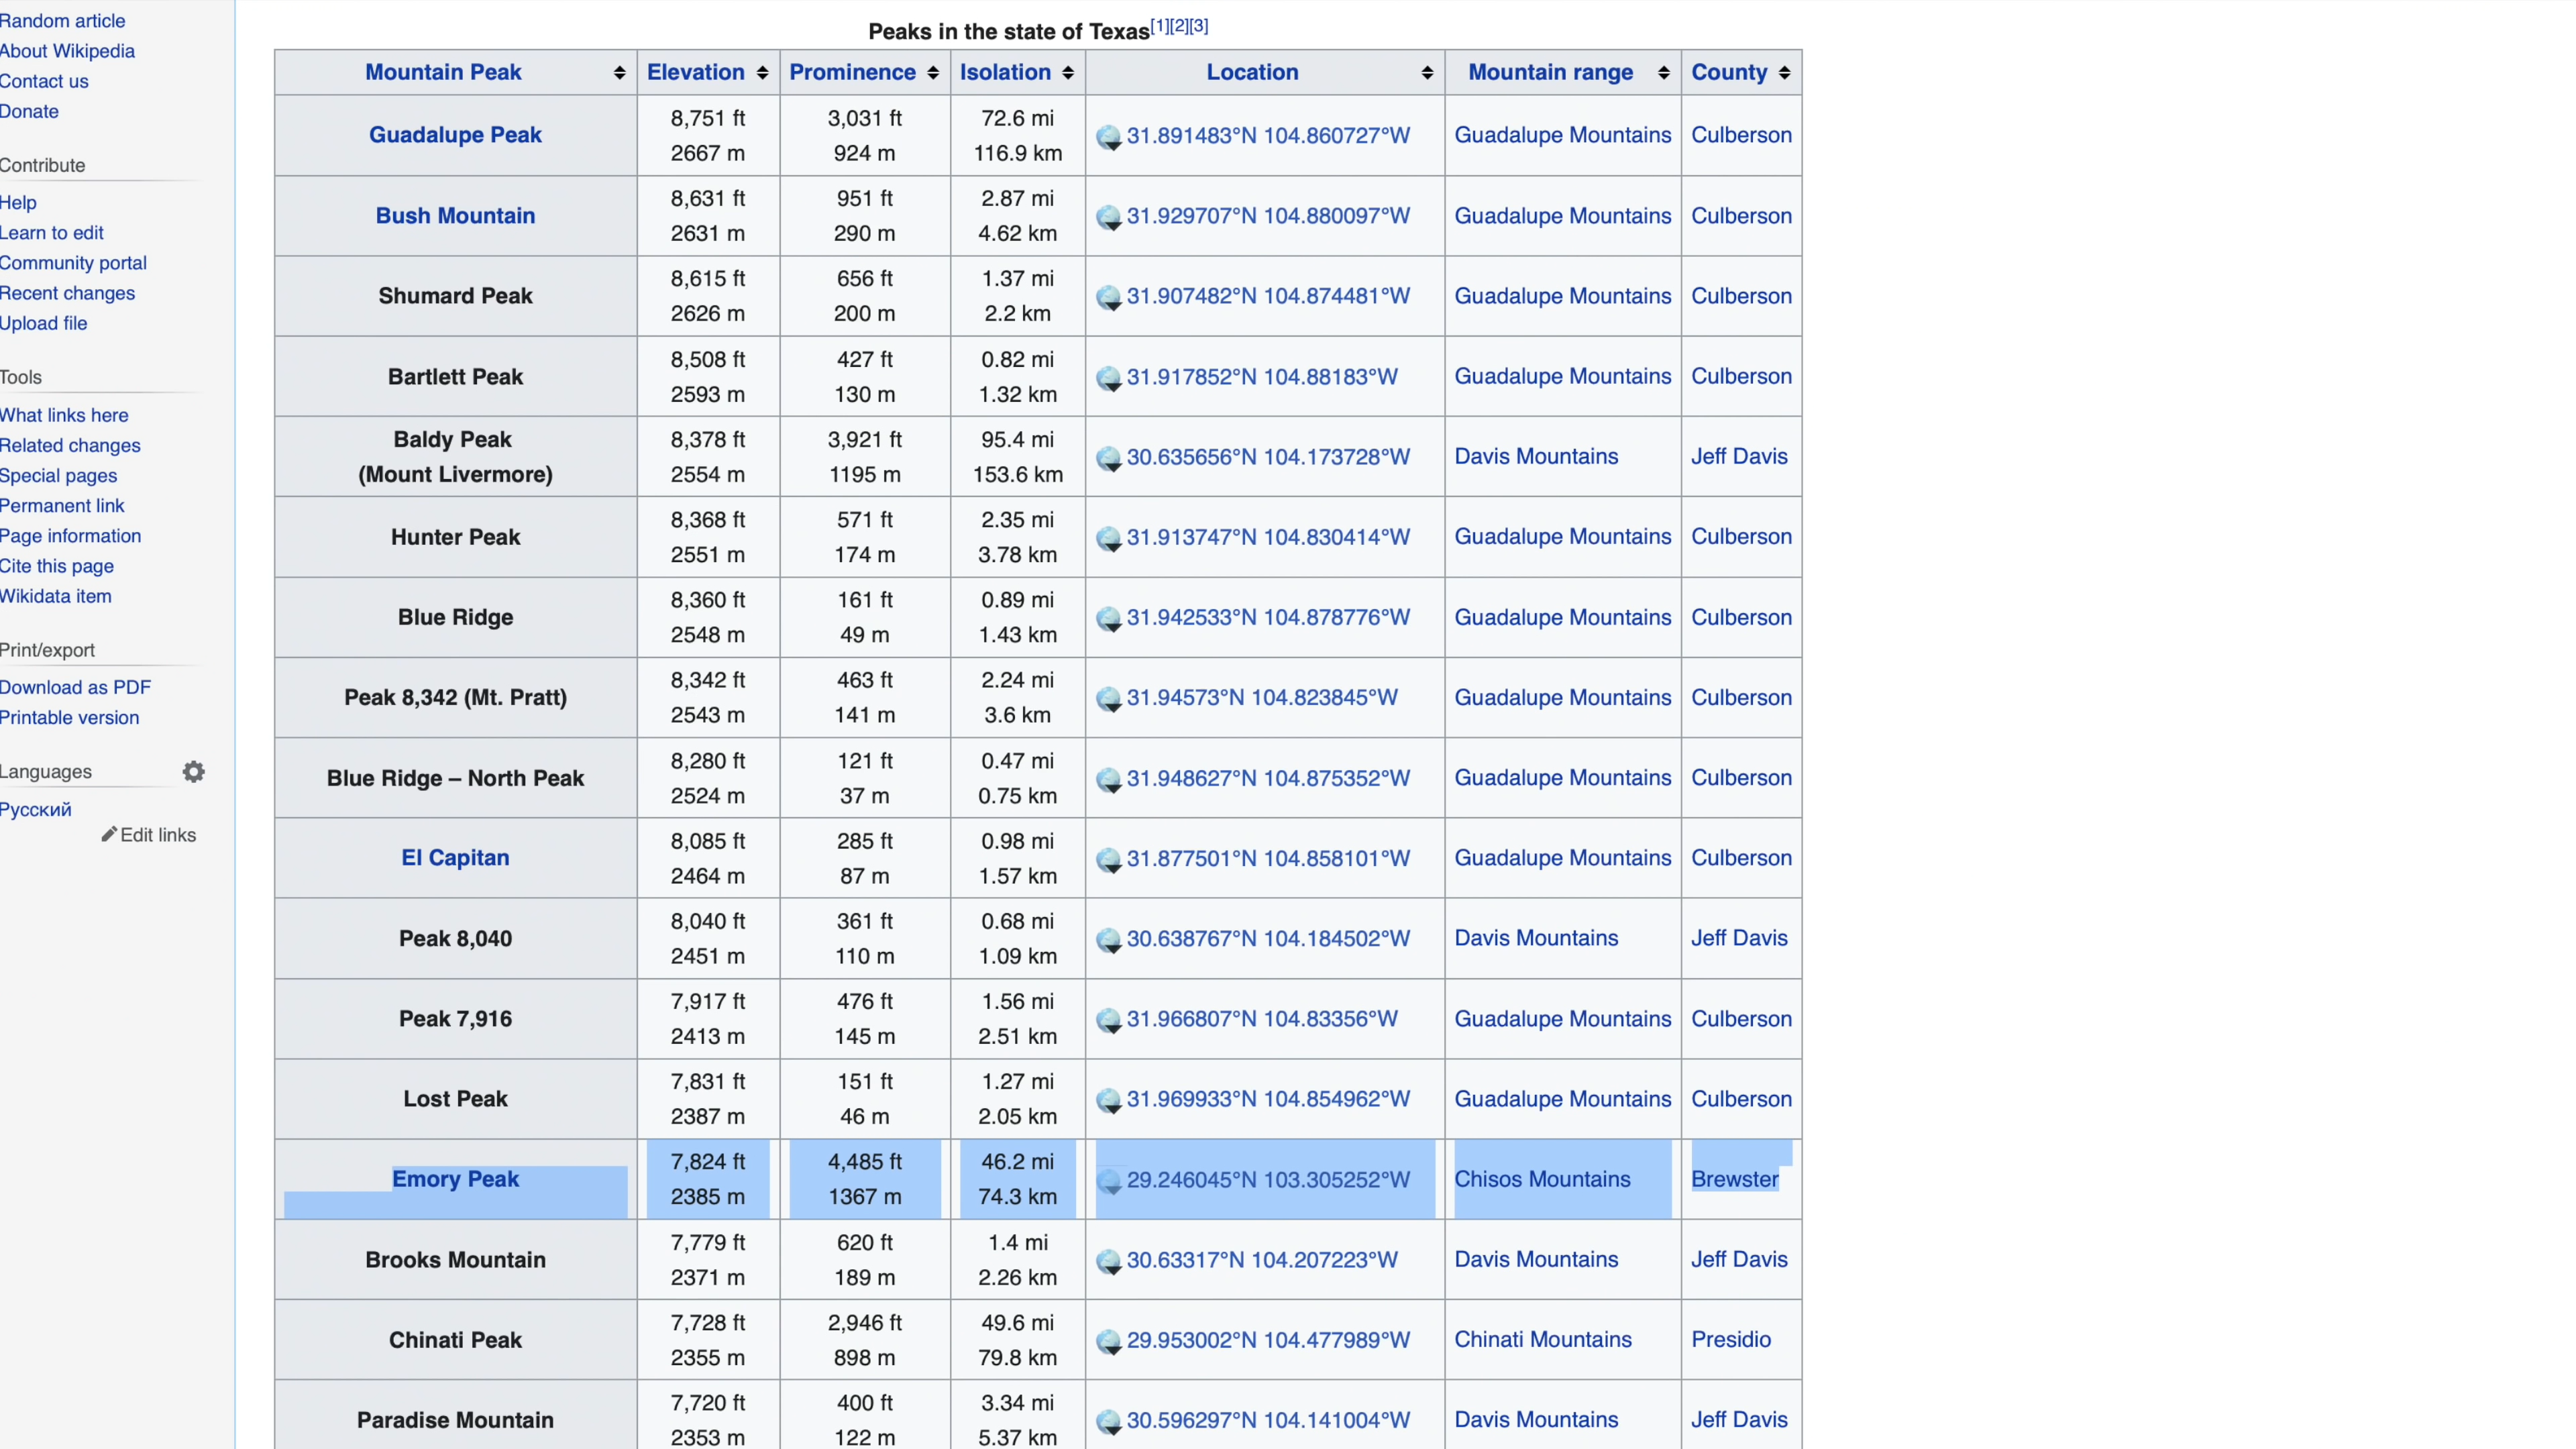 Random article
About Wikipedia
Contact us
Donate
Contribute
Help
Learn to edit
Community portal
Recent changes
Upload file
Tools
What links here
Related changes
Special pages
Permanent link
Page information
Cite this page
Wikidata item
Print/export
Download as PDF
Printable version
Languages
Русский
Edit links
Peaks in the state of Texas[1][2][3]
Mountain Peak Elevation Prominence Isolation Location Mountain range County
Guadalupe Peak 8,751 ft 2667 m 3,031 ft 924 m 72.6 mi 116.9 km 31.891483°N 104.860727°W Guadalupe Mountains Culberson
Bush Mountain 8,631 ft 2631 m 951 ft 290 m 2.87 mi 4.62 km 31.929707°N 104.880097°W Guadalupe Mountains Culberson
Shumard Peak 8,615 ft 2626 m 656 ft 200 m 1.37 mi 2.2 km 31.907482°N 104.874481°W Guadalupe Mountains Culberson
Bartlett Peak 8,508 ft 2593 m 427 ft 130 m 0.82 mi 1.32 km 31.917852°N 104.88183°W Guadalupe Mountains Culberson
Baldy Peak (Mount Livermore) 8,378 ft 2554 m 3,921 ft 1195 m 95.4 mi 153.6 km 30.635656°N 104.173728°W Davis Mountains Jeff Davis
Hunter Peak 8,368 ft 2551 m 571 ft 174 m 2.35 mi 3.78 km 31.913747°N 104.830414°W Guadalupe Mountains Culberson
Blue Ridge 8,360 ft 2548 m 161 ft 49 m 0.89 mi 1.43 km 31.942533°N 104.878776°W Guadalupe Mountains Culberson
Peak 8,342 (Mt. Pratt) 8,342 ft 2543 m 463 ft 141 m 2.24 mi 3.6 km 31.94573°N 104.823845°W Guadalupe Mountains Culberson
Blue Ridge – North Peak 8,280 ft 2524 m 121 ft 37 m 0.47 mi 0.75 km 31.948627°N 104.875352°W Guadalupe Mountains Culberson
El Capitan 8,085 ft 2464 m 285 ft 87 m 0.98 mi 1.57 km 31.877501°N 104.858101°W Guadalupe Mountains Culberson
Peak 8,040 8,040 ft 2451 m 361 ft 110 m 0.68 mi 1.09 km 30.638767°N 104.184502°W Davis Mountains Jeff Davis
Peak 7,916 7,917 ft 2413 m 476 ft 145 m 1.56 mi 2.51 km 31.966807°N 104.83356°W Guadalupe Mountains Culberson
Lost Peak 7,831 ft 2387 m 151 ft 46 m 1.27 mi 2.05 km 31.969933°N 104.854962°W Guadalupe Mountains Culberson
Emory Peak 7,824 ft 2385 m 4,485 ft 1367 m 46.2 mi 74.3 km 29.246045°N 103.305252°W Chisos Mountains Brewster
Brooks Mountain 7,779 ft 2371 m 620 ft 189 m 1.4 mi 2.26 km 30.63317°N 104.207223°W Davis Mountains Jeff Davis
Chinati Peak 7,728 ft 2355 m 2,946 ft 898 m 49.6 mi 79.8 km 29.953002°N 104.477989°W Chinati Mountains Presidio
Paradise Mountain 7,720 ft 2353 m 400 ft 122 m 3.34 mi 5.37 km 30.596297°N 104.141004°W Davis Mountains Jeff Davis